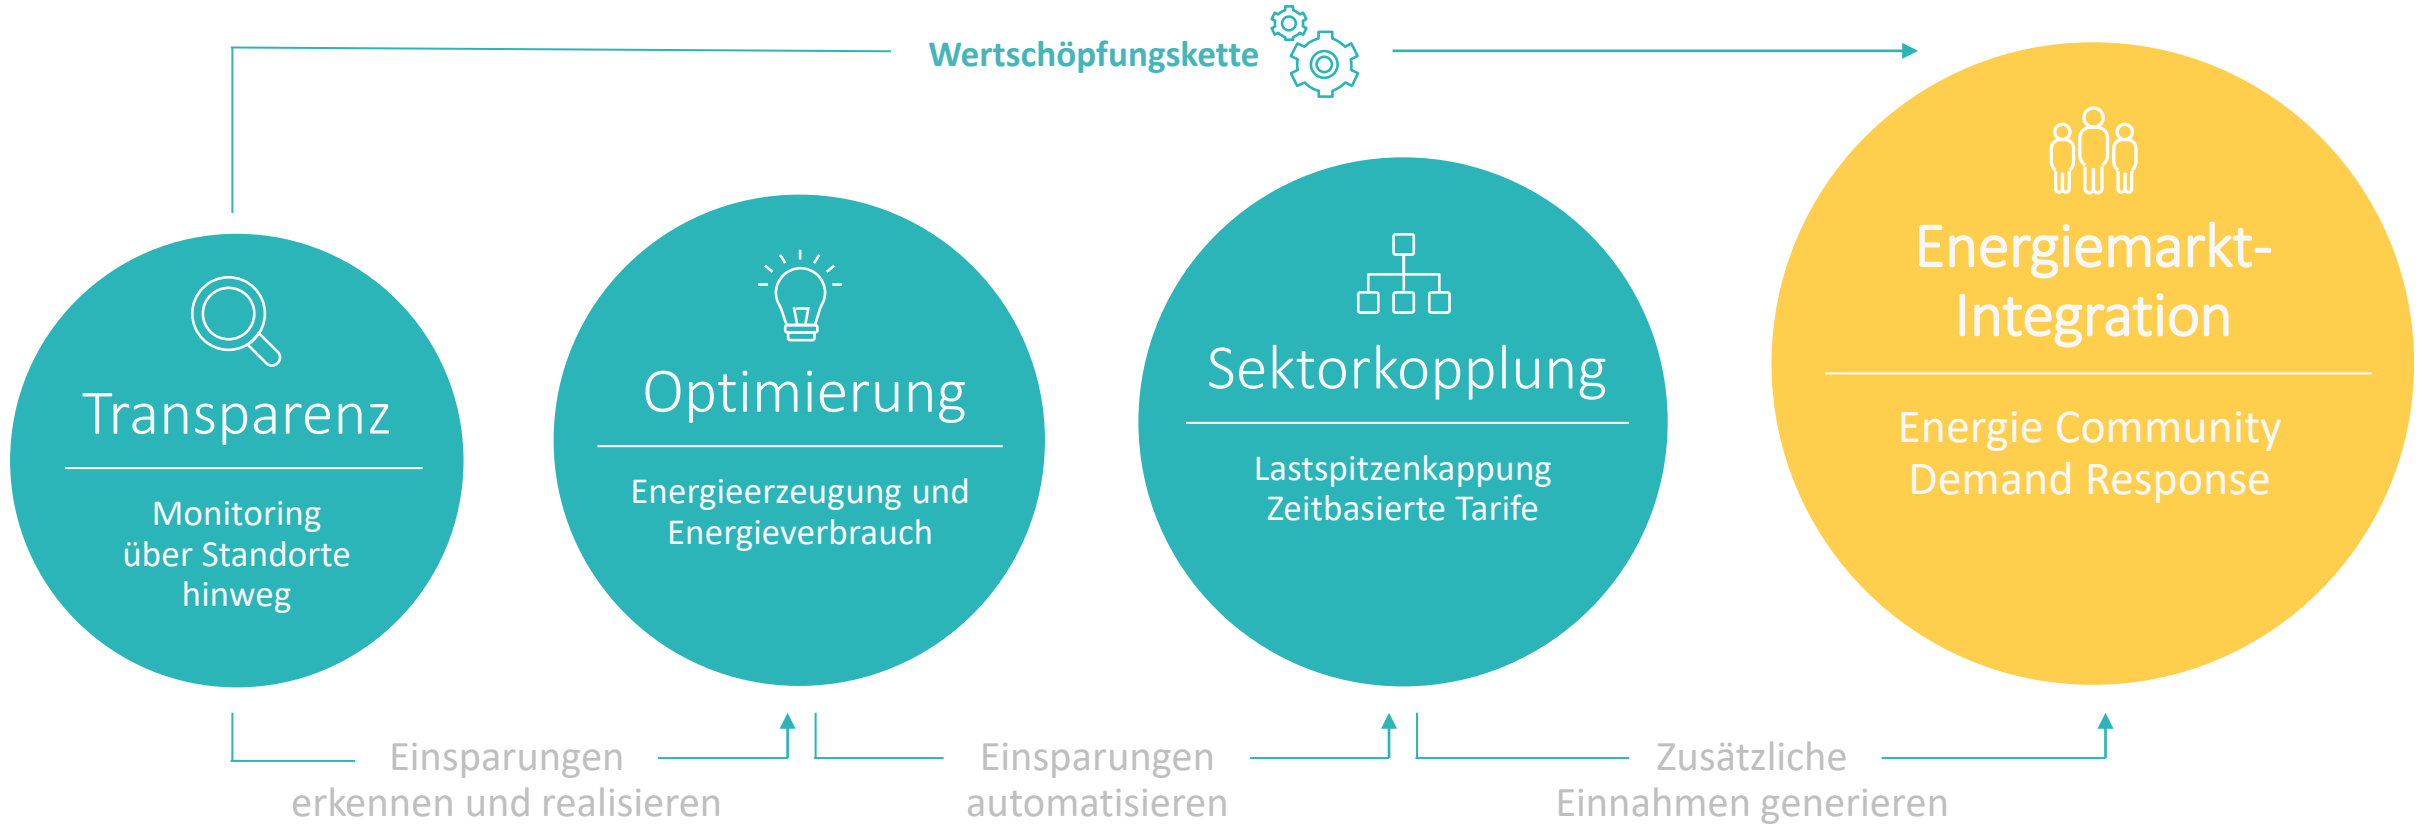 Wertschöpfungskette
Transparenz
Monitoring
über Standorte
hinweg
Optimierung
Energieerzeugung und
Energieverbrauch
Sektorkopplung
Lastspitzenkappung
Zeitbasierte Tarife
Energiemarkt-
Integration
Energie Community
Demand Response
Einsparungen
erkennen und realisieren
Einsparungen
automatisieren
Zusätzliche
Einnahmen generieren